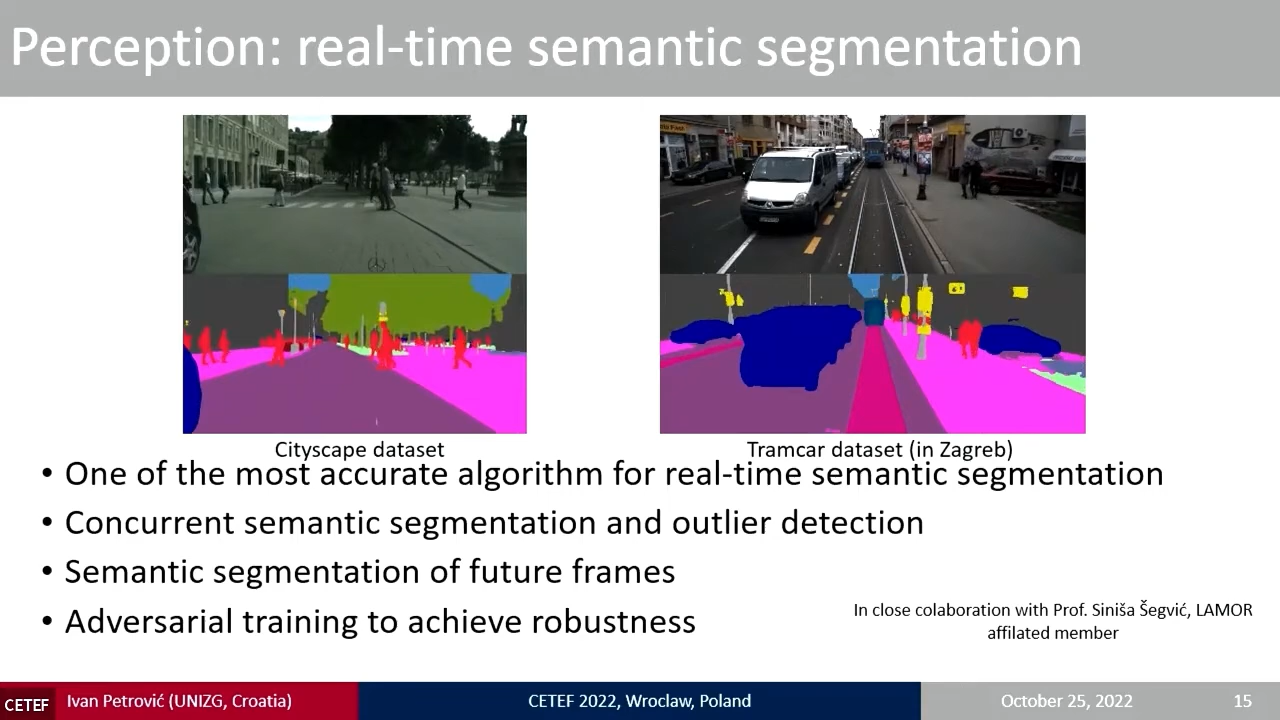 Perception: real-time semantic segmentation
Cityscape dataset
Tramcar dataset (in Zagreb)
• One of the most accurate algorithm for real-time semantic segmentation
• Concurrent semantic segmentation and outlier detection
• Semantic segmentation of future frames
• Adversarial training to achieve robustness
In close colaboration with Prof. Siniša Šegvić, LAMOR
affilated member
CETEF
Ivan Petrović (UNIZG, Croatia)
CETEF 2022, Wroclaw, Poland
October 25, 2022
15